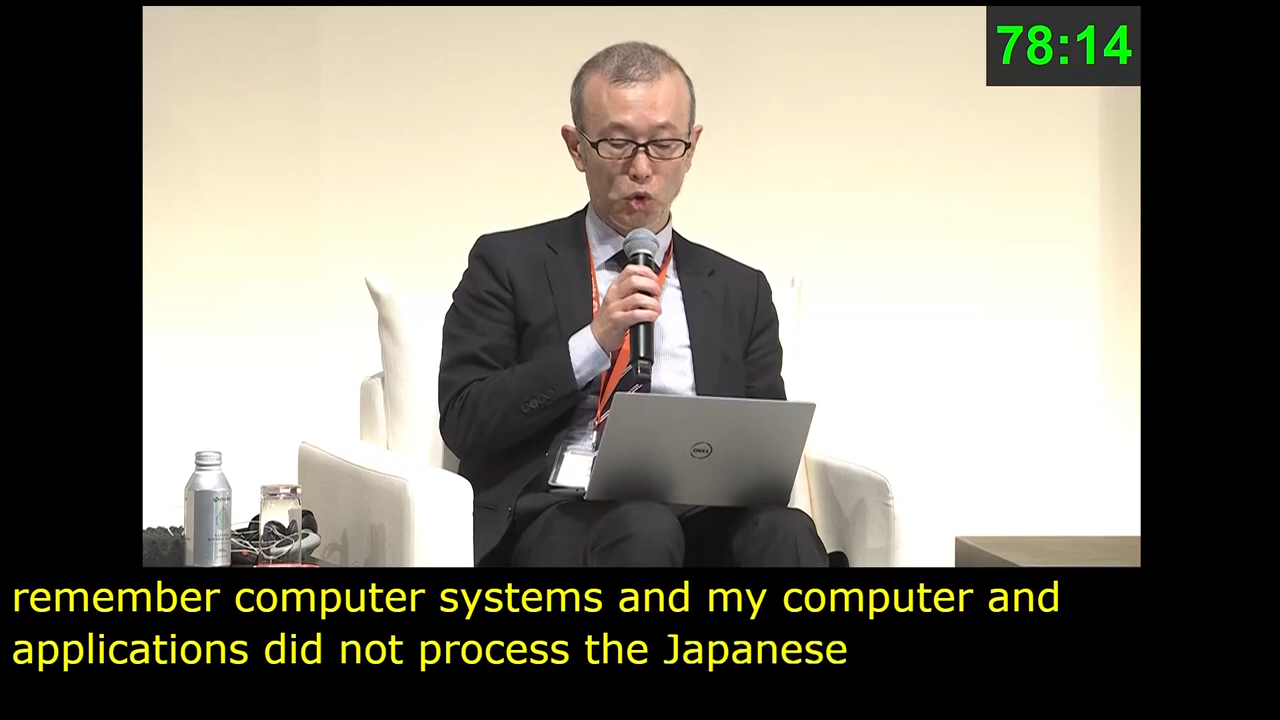 78:14
DELL
remember computer systems and my computer and
applications did not process the Japanese